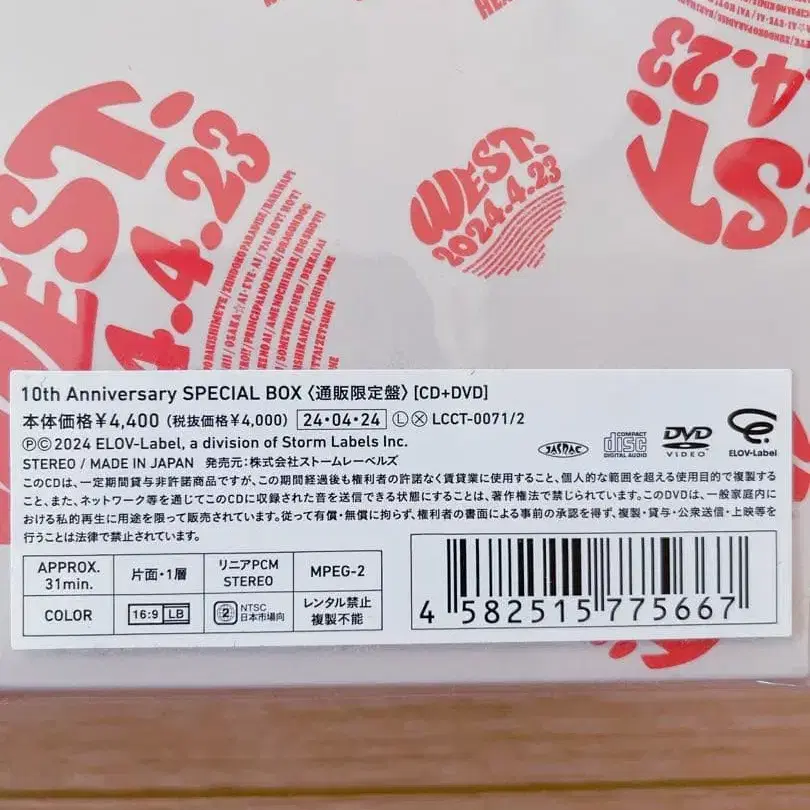 WEST.
2024.4.23
WEST.
4.4.23
ST.
.4.23
10th Anniversary SPECIAL BOX〈通販限定盤〉[CD+DVD]
本体価格¥4,400 (税抜価格¥4,000) 24・04・24 Ⓛ Ⓧ LCCT-0071/2
ⓅⒸ2024 ELOV-Label, a division of Storm Labels Inc.
STEREO / MADE IN JAPAN 発売元:株式会社ストームレーベルズ
このCDは、一定期間貸与非許諾商品ですが、この期間経過後も権利者の許諾なく賃貸業に使用すること、個人的な範囲を超える使用目的で複製する
こと、また、ネットワーク等を通じてこのCDに収録された音を送信できる状態にすることは、著作権法で禁じられています。このDVDは、一般家庭内に
おける私的再生に用途を限って販売されています。従って有償・無償に拘らず、権利者の書面による事前の承認を得ず、複製・貸与・公衆送信・上映等を
行うことは法律で禁止されています。
JASRAC
COMPACT disc DIGITAL AUDIO
DVD VIDEO
ELOV-Label
APPROX. 31min.
片面・1層
リニアPCM STEREO
MPEG-2
COLOR
16:9 LB
2 NTSC 日本市場向
レンタル禁止 複製不能
4 582515 775667